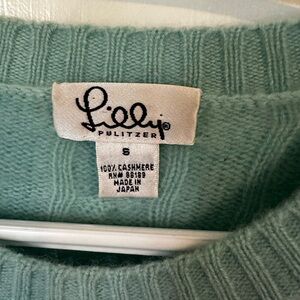 Lilly®
PULITZER
S
100% CASHMERE
RN# 88189
MADE IN
JAPAN